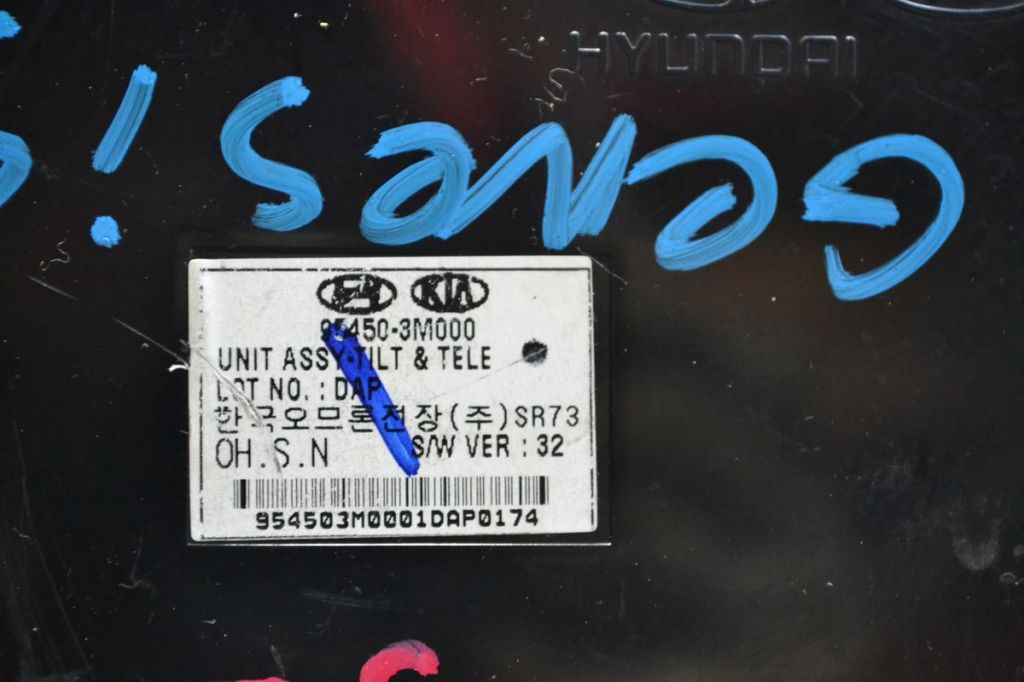 HYUNDAI
GeNeSi
KIA
95450-3M000
UNIT ASSY-TILT & TELE
LOT NO. : DAP
한국오므론전장(주)SR73
OH.S.N S/W VER : 32
954503M0001DAP0174